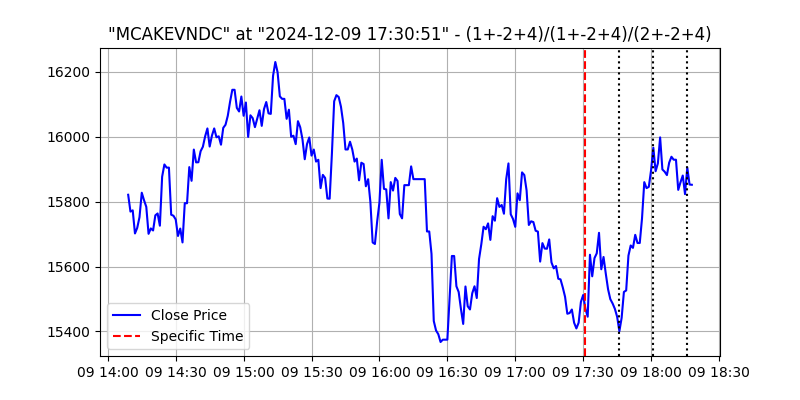 "MCAKEVNDC" at "2024-12-09 17:30:51" - (1+-2+4)/(1+-2+4)/(2+-2+4)
16200
16000
15800
15600
15400
Close Price
Specific Time
09 14:00 09 14:30 09 15:00 09 15:30 09 16:00 09 16:30 09 17:00 09 17:30 09 18:00 09 18:30